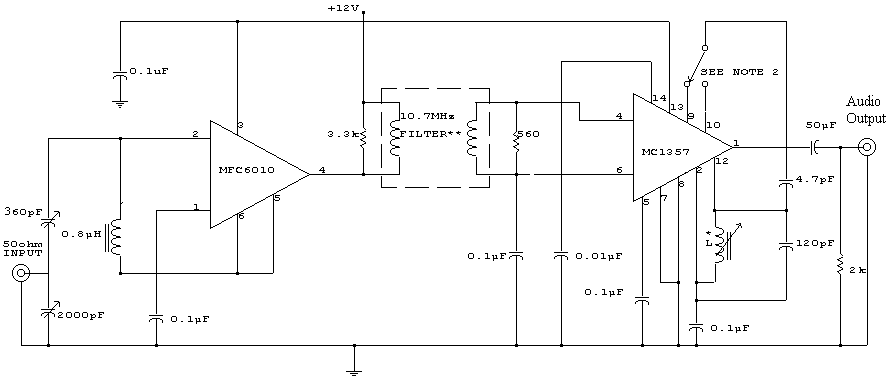 +12V
0.1uF
14
13
SEE NOTE 2
9
10
Audio
Output
10.7MHz
FILTER**
3.3k
560
2
3
MFC6010
4
1
6
5
4
MC1357
6
1
50µF
12
2
8
7
5
4.7pF
360pF
0.8µH
50ohm
INPUT
2000pF
0.1µF
0.1µF
0.01µF
0.1µF
L*
120pF
2k
0.1µF